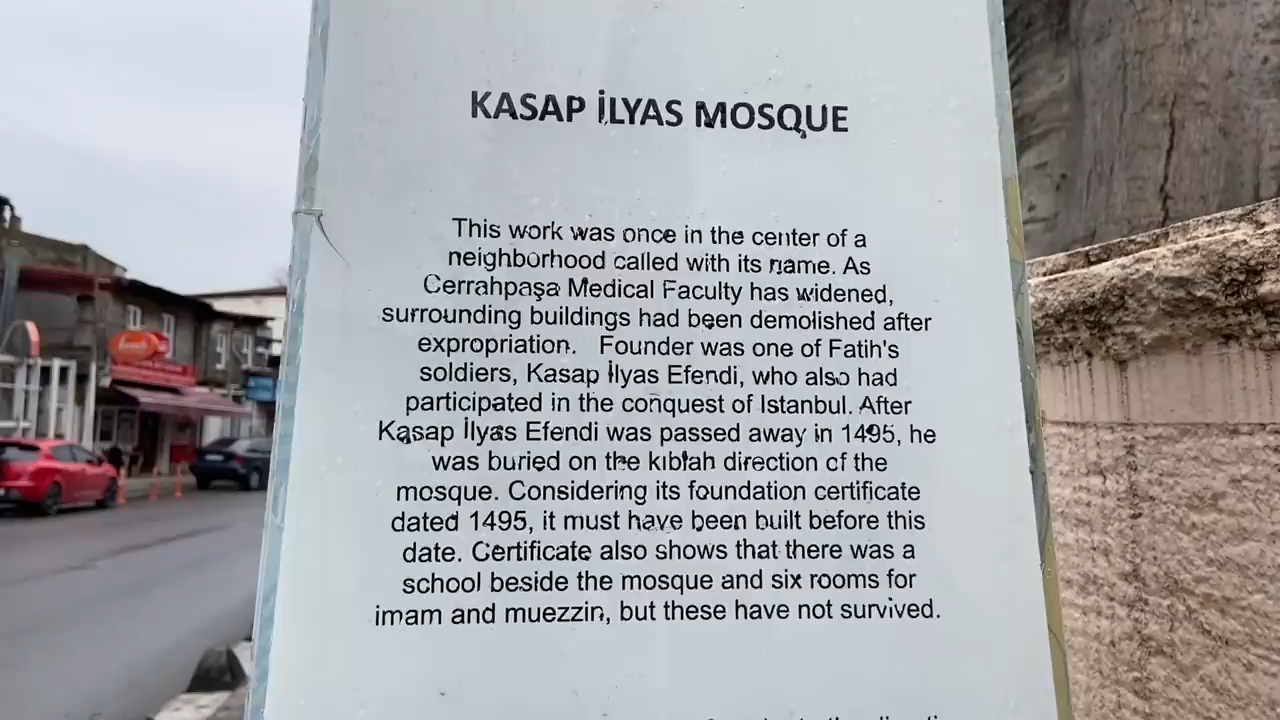 KASAP İLYAS MOSQUE
This work was once in the center of a
neighborhood called with its name. As
Cerrahpaşa Medical Faculty has widened,
surrounding buildings had been demolished after
expropriation. Founder was one of Fatih's
soldiers, Kasap İlyas Efendi, who also had
participated in the conquest of Istanbul. After
Kasap İlyas Efendi was passed away in 1495, he
was buried on the kıblah direction of the
mosque. Considering its foundation certificate
dated 1495, it must have been built before this
date. Certificate also shows that there was a
school beside the mosque and six rooms for
imam and muezzin, but these have not survived.